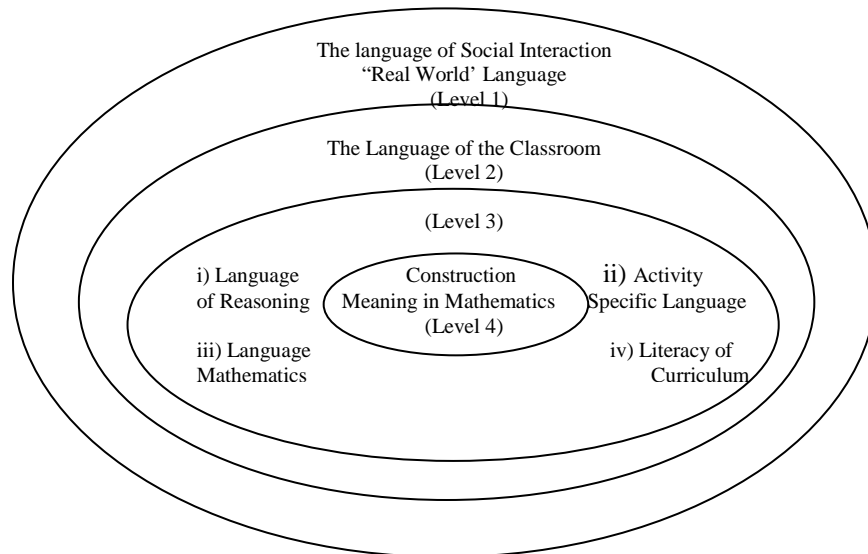 The language of Social Interaction
“Real World’ Language
(Level 1)
The Language of the Classroom
(Level 2)
(Level 3)
i) Language
of Reasoning
Construction
Meaning in Mathematics
(Level 4)
ii) Activity
Specific Language
iii) Language
Mathematics
iv) Literacy of
Curriculum